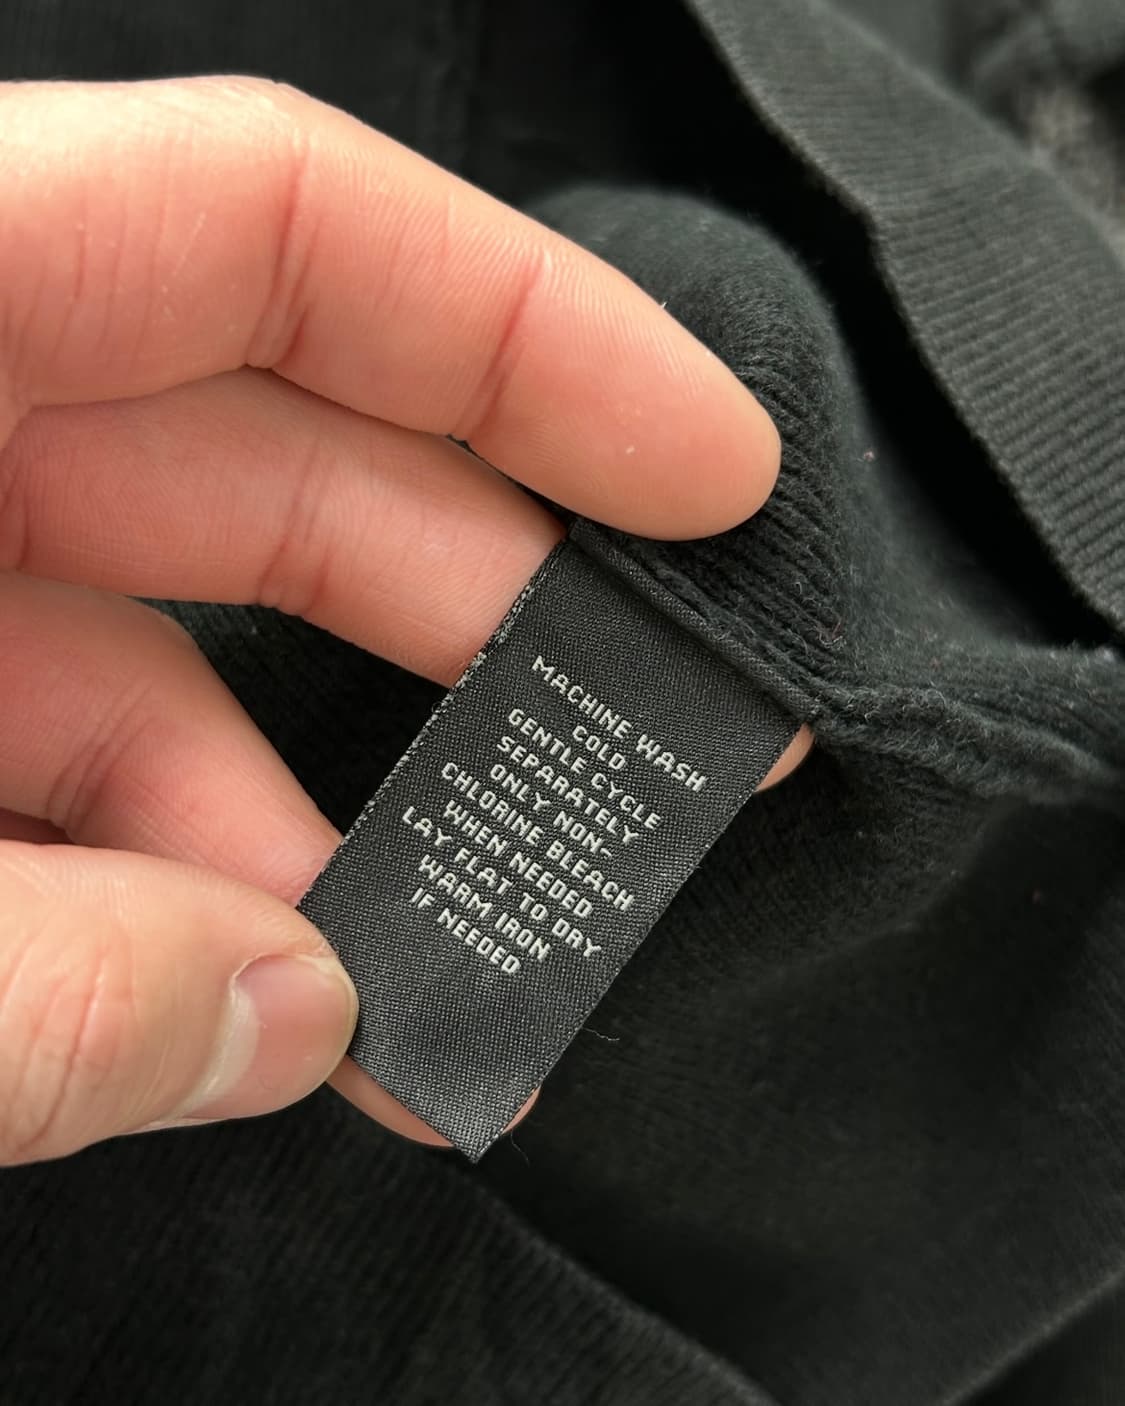 MACHINE WASH
COLD
GENTLE CYCLE
SEPARATELY
ONLY NON-
CHLORINE BLEACH
WHEN NEEDED
LAY FLAT TO DRY
WARM IRON
IF NEEDED